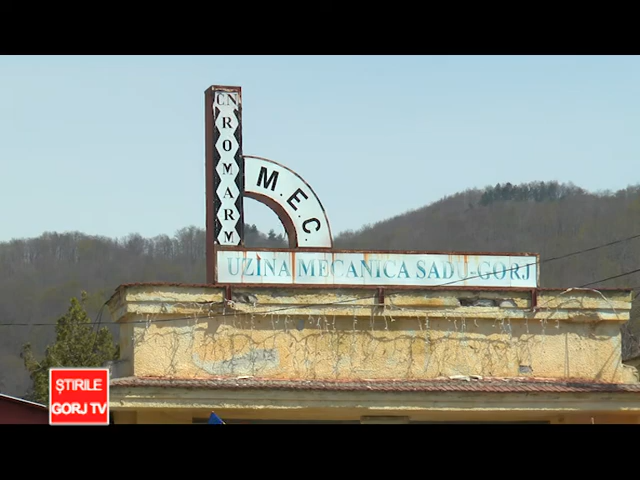 CN
ROMARM
M.E.C
UZINA MECANICA SADU-GORJ
ȘTIRILE
GORJ TV